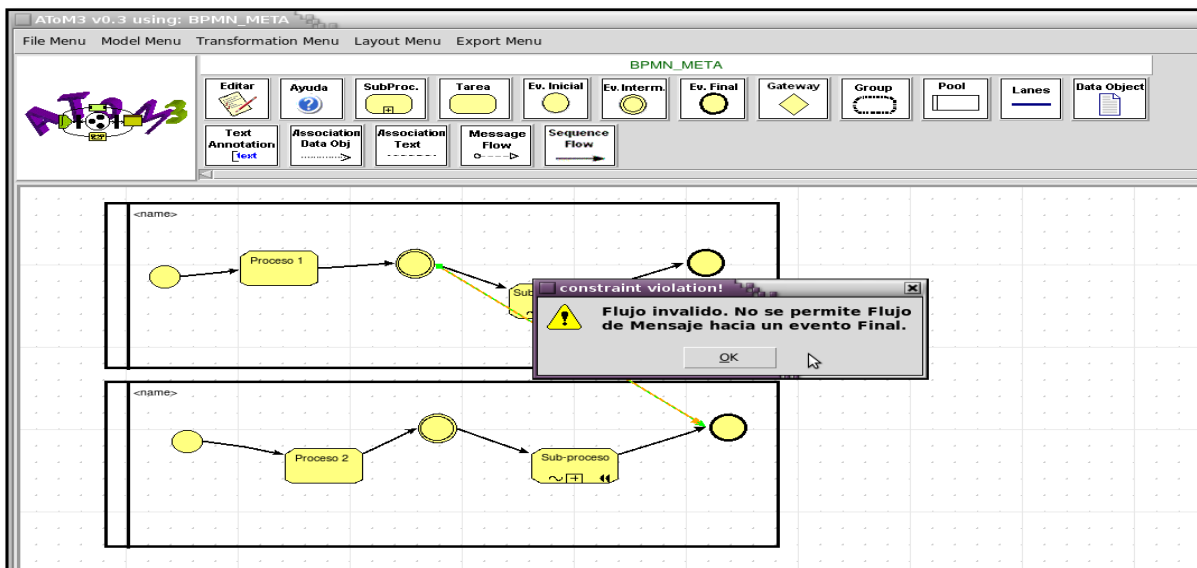 AToM3 v0.3 using: BPMN_META
File Menu Model Menu Transformation Menu Layout Menu Export Menu
BPMN_META
AToM3
Editar Ayuda SubProc. Tarea Ev. Inicial Ev.Interm. Ev. Final Gateway Group Pool Lanes Data Object
Text Annotation
text
Association Data Obj
Association Text
Message Flow
Sequence Flow
<name>
Proceso 1
Sub
constraint violation!
Flujo invalido. No se permite Flujo
de Mensaje hacia un evento Final.
OK
<name>
Proceso 2
Sub-proceso